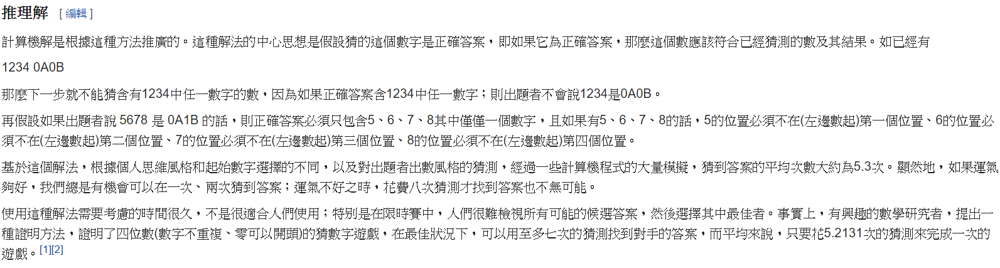 推理解 [ 編輯 ]
計算機解是根據這種方法推廣的。這種解法的中心思想是假設猜的這個數字是正確答案，即如果它為正確答案，那麼這個數應該符合已經猜測的數及其結果。如已經有
1234 0A0B
那麼下一步就不能猜含有1234中任一數字的數，因為如果正確答案含1234中任一數字；則出題者不會說1234是0A0B。
再假設如果出題者說 5678 是 0A1B 的話，則正確答案必須只包含5、6、7、8其中僅僅一個數字，且如果有5、6、7、8的話，5的位置必須不在(左邊數起)第一個位置、6的位置必
須不在(左邊數起)第二個位置、7的位置必須不在(左邊數起)第三個位置、8的位置必須不在(左邊數起)第四個位置。
基於這個解法，根據個人思維風格和起始數字選擇的不同，以及對出題者出數風格的猜測，經過一些計算機程式的大量模擬，猜到答案的平均次數大約為5.3次。顯然地，如果運氣
夠好，我們總是有機會可以在一次、兩次猜到答案；運氣不好之時，花費八次猜測才找到答案也不無可能。
使用這種解法需要考慮的時間很久，不是很適合人們使用；特別是在限時賽中，人們很難檢視所有可能的候選答案，然後選擇其中最佳者。事實上，有興趣的數學研究者，提出一
種證明方法，證明了四位數(數字不重複、零可以開頭)的猜數字遊戲，在最佳狀況下，可以用至多七次的猜測找到對手的答案，而平均來說，只要花5.2131次的猜測來完成一次的
遊戲。[1][2]